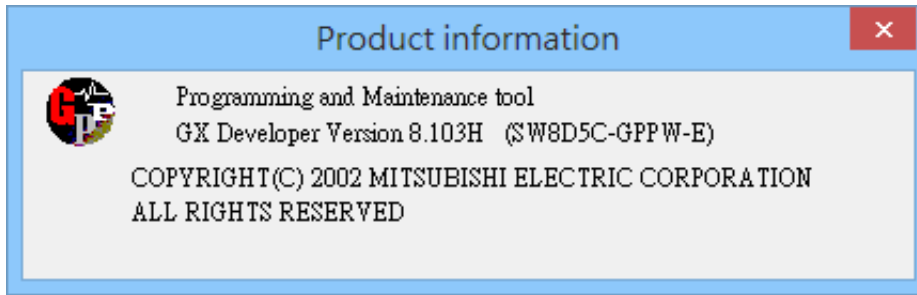 Product information
Programming and Maintenance tool
GX Developer Version 8.103H (SW8D5C-GPPW-E)
COPYRIGHT(C) 2002 MITSUBISHI ELECTRIC CORPORATION
ALL RIGHTS RESERVED